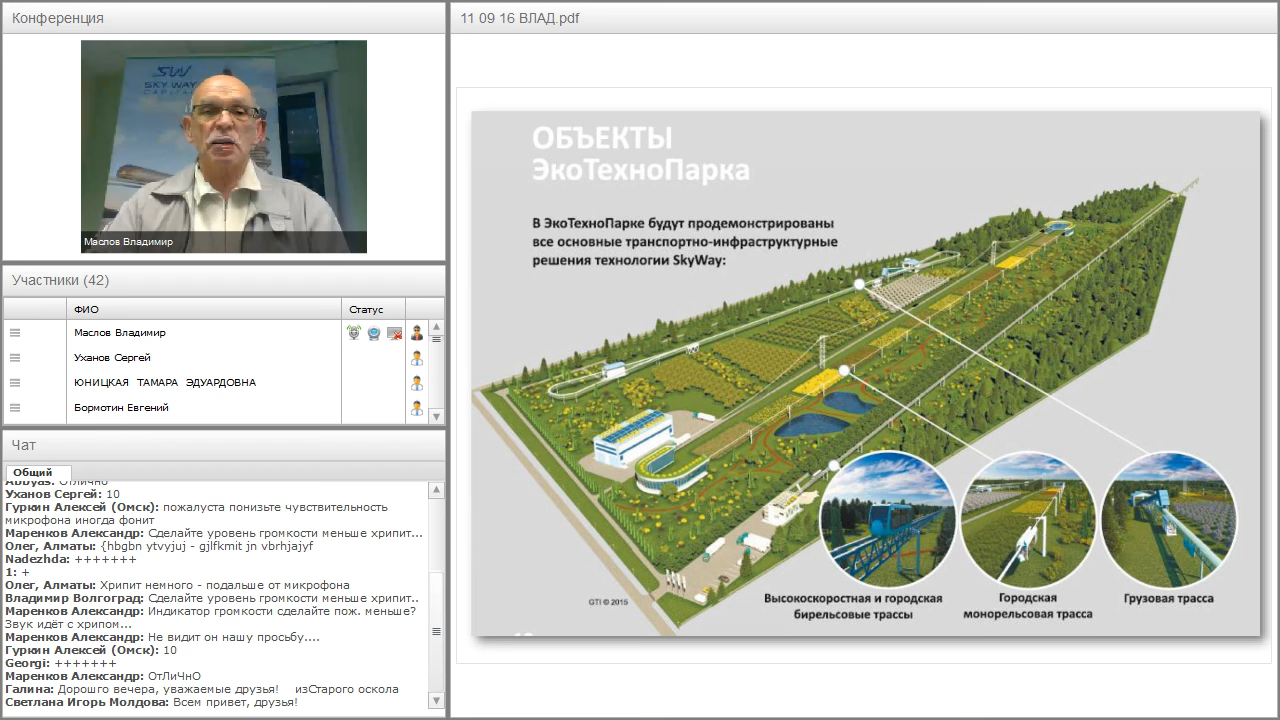 Конференция
SKY WAY
CAPITAL
Маслов Владимир
Участники (42)
ФИО
Статус
Маслов Владимир
Уханов Сергей
ЮНИЦКАЯ ТАМАРА ЭДУАРДОВНА
Бормотин Евгений
Чат
Общий
Abbyas: Отлично
Уханов Сергей: 10
Гуркин Алексей (Омск): пжлуста понизьте чувствительность
микрофона иногда фонит
Маренков Александр: Сделайте уровень громкости меньше хрипит...
Олег, Алматы: {hbgbn ytvyjuj - gjlfkmit jn vbrhjajyf
Nadezhda: +++++++
1: +
Олег, Алматы: Хрипит немного - подальше от микрофона
Владимир Волгоград: Сделайте уровень громкости меньше хрипит..
Маренков Александр: Индикатор громкости сделайте пож. меньше?
Звук идёт с хрипом...
Маренков Александр: Не видит он нашу просьбу....
Гуркин Алексей (Омск): 10
Georgi: +++++++
Маренков Александр: ОтЛиЧнО
Галина: Дорошго вечера, уважаемые друзья! изСтарого оскола
Светлана Игорь Молдова: Всем привет, друзья!
11 09 16 ВЛАД.pdf
ОБЪЕКТЫ
ЭкоТехноПарка
В ЭкоТехноПарке будут продемонстрированы
все основные транспортно-инфраструктурные
решения технологии SkyWay:
GTI © 2015
Высокоскоростная и городская
бирельсовые трассы
Городская
монорельсовая трасса
Грузовая трасса